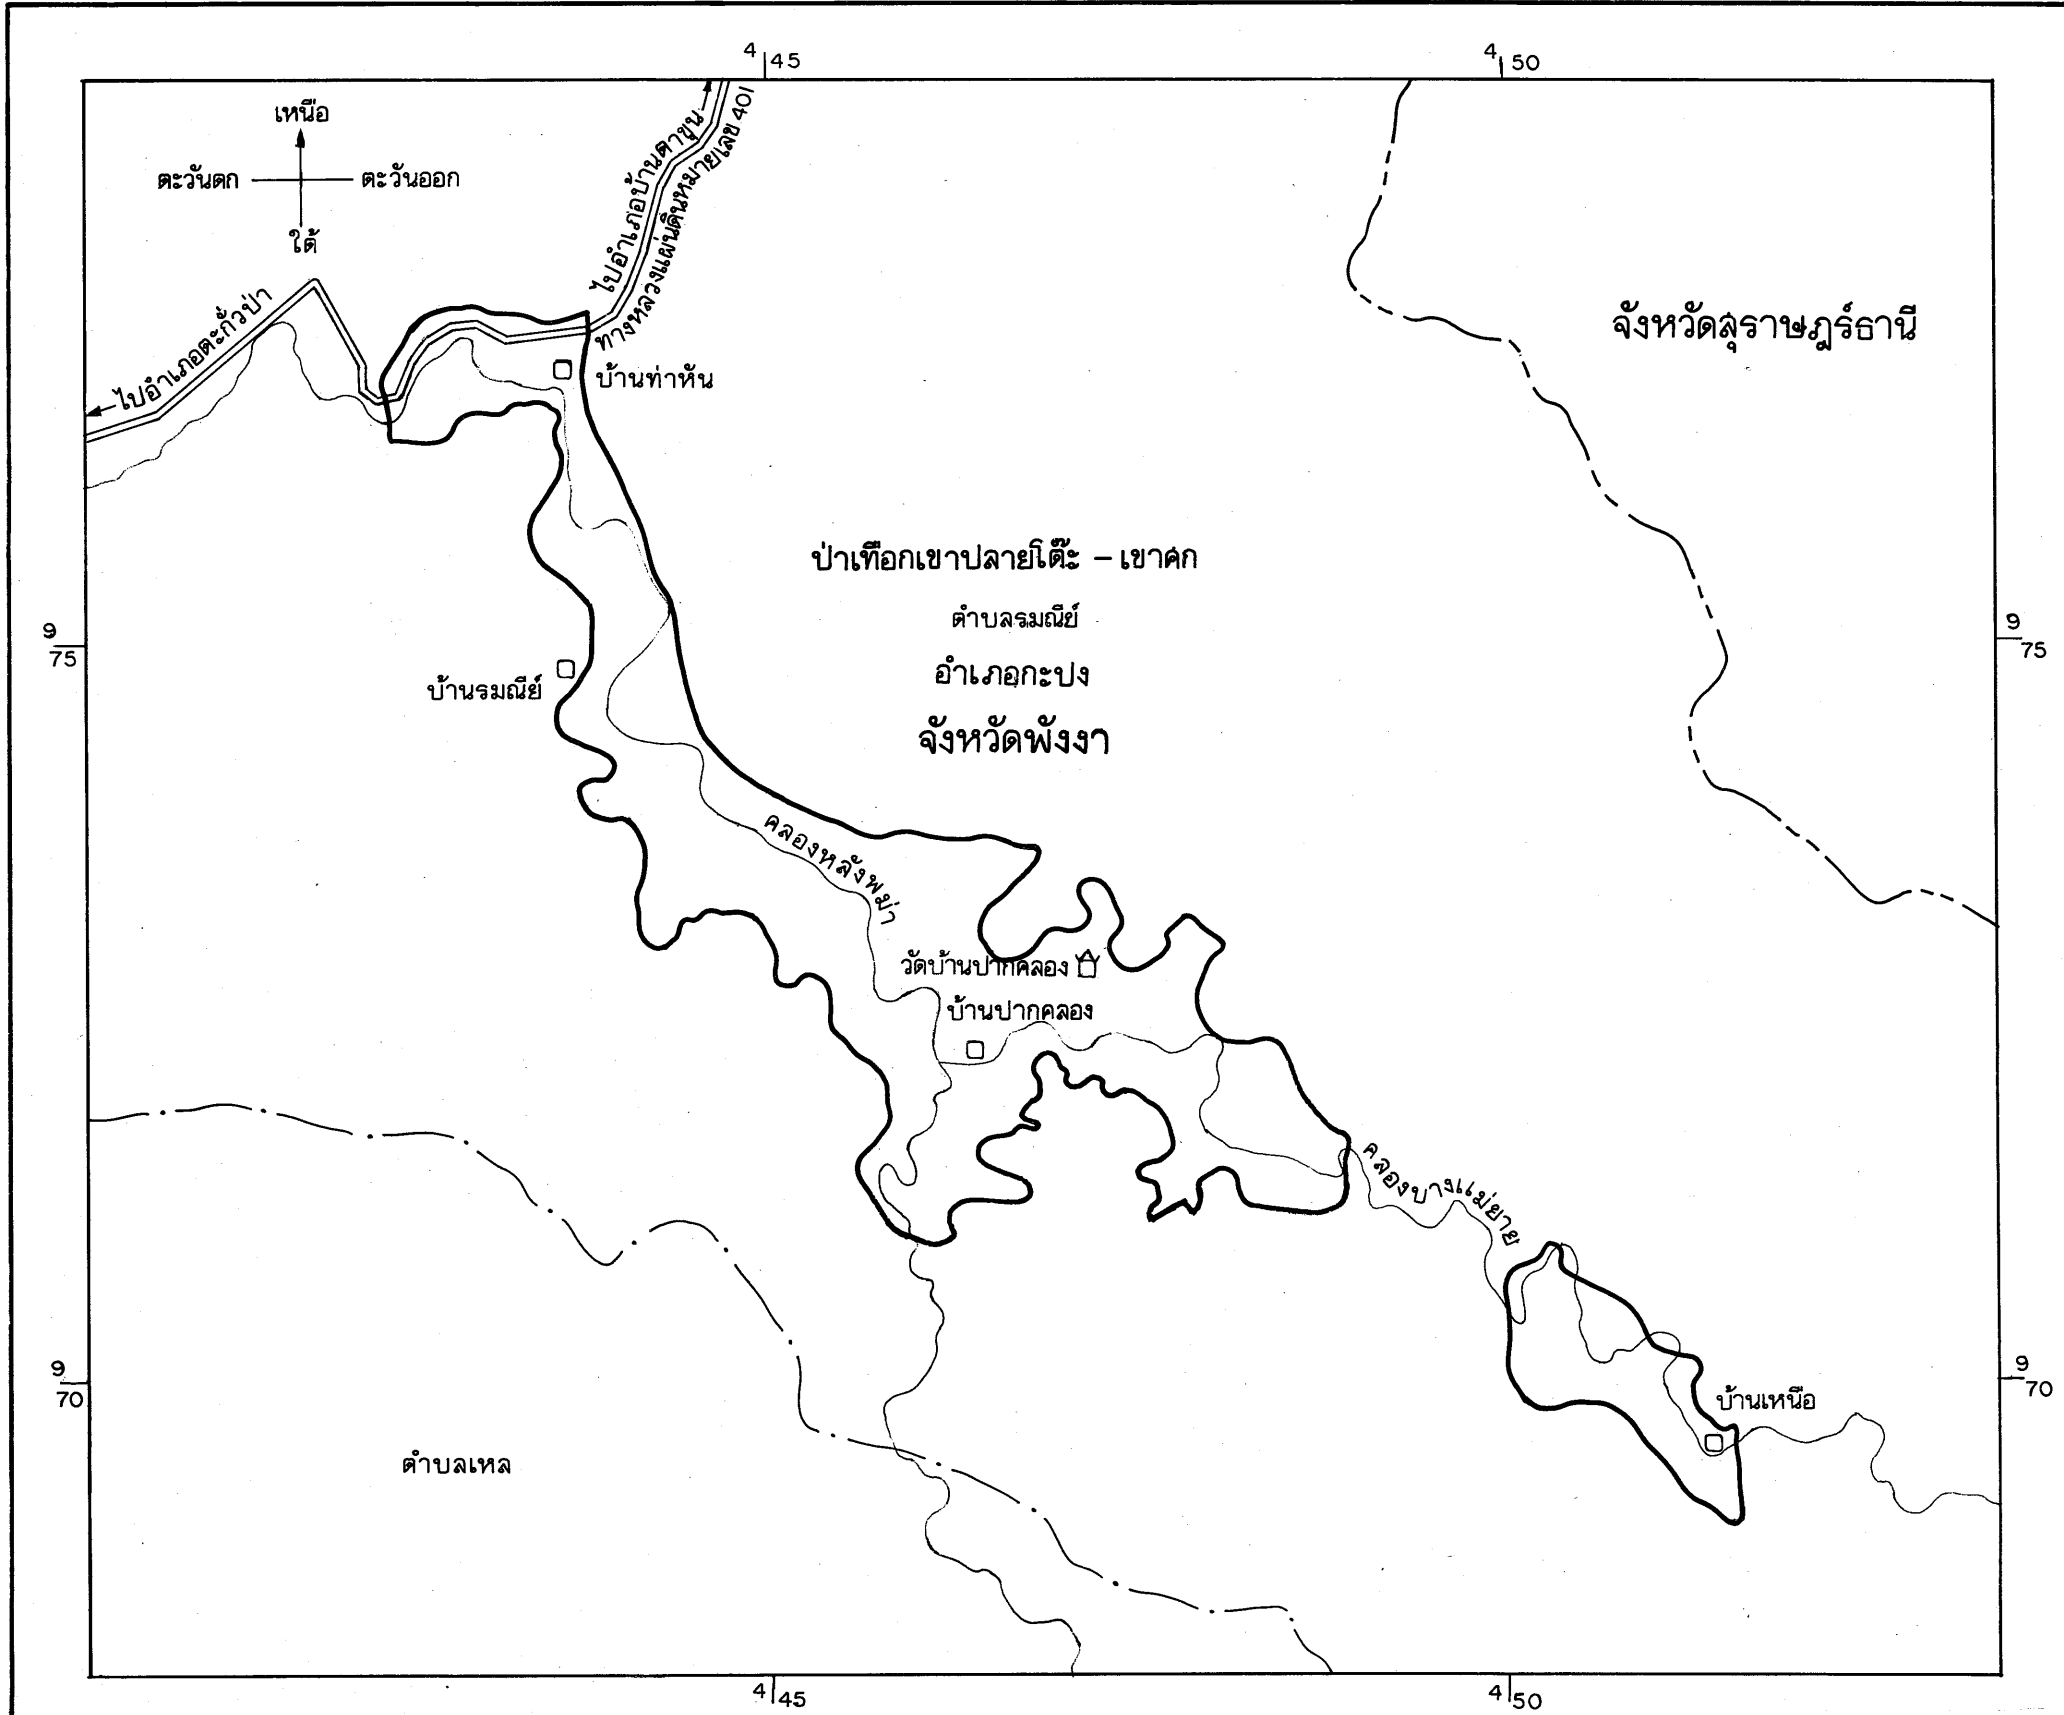 4 45
4 50
เหนือ
ตะวันตก ตะวันออก
ใต้
ไปอำเภอบ้านตาขุน
ทางหลวงแผ่นดินหมายเลข 401
ไปอำเภอตะกั่วป่า
จังหวัดสุราษฎร์ธานี
บ้านท่าหัน
ป่าเทือกเขาปลายโต๊ะ – เขาศก
ตำบลรมณีย์
9 75
9 75
อำเภอกะปง
บ้านรมณีย์
จังหวัดพังงา
คลองหลังพม่า
วัดบ้านปากคลอง
บ้านปากคลอง
คลองบางแม่ยาย
9 70
9 70
บ้านเหนือ
ตำบลเหล
4 45
4 50